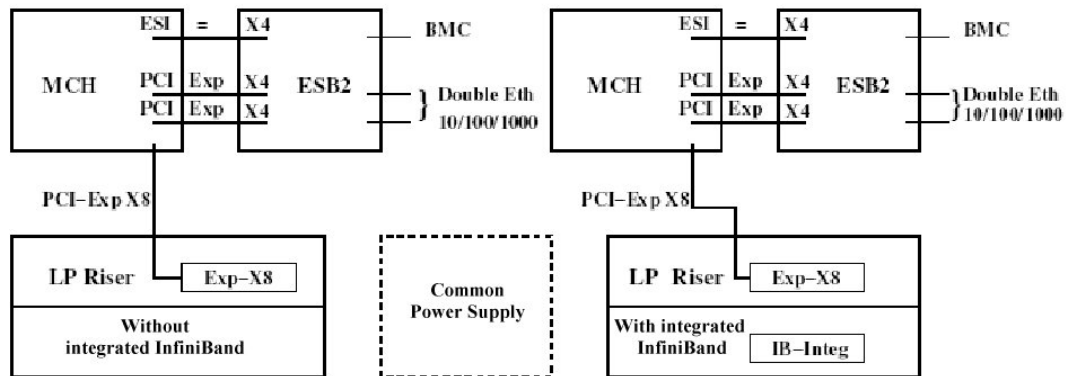 ESI = X4
BMC
MCH
PCI Exp X4
ESB2
PCI Exp X4
} Double Eth
10/100/1000
PCI-Exp X8
LP Riser
Exp-X8
Without
integrated InfiniBand
Common
Power Supply
ESI = X4
BMC
MCH
PCI Exp X4
ESB2
PCI Exp X4
} Double Eth
10/100/1000
PCI-Exp X8
LP Riser
Exp-X8
With integrated
InfiniBand
IB-Integ